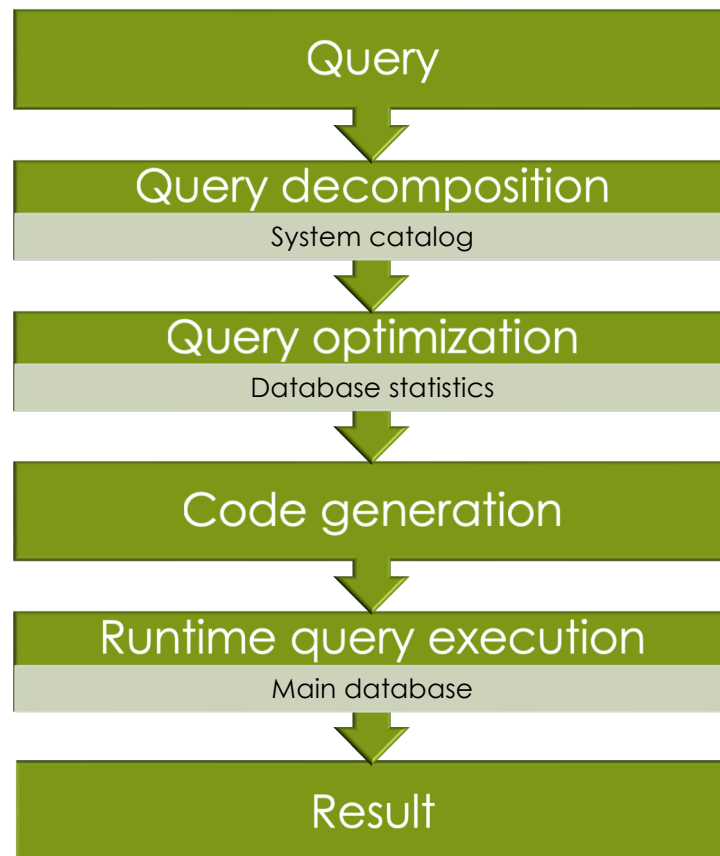 Query
Query decomposition
System catalog
Query optimization
Database statistics
Code generation
Runtime query execution
Main database
Result